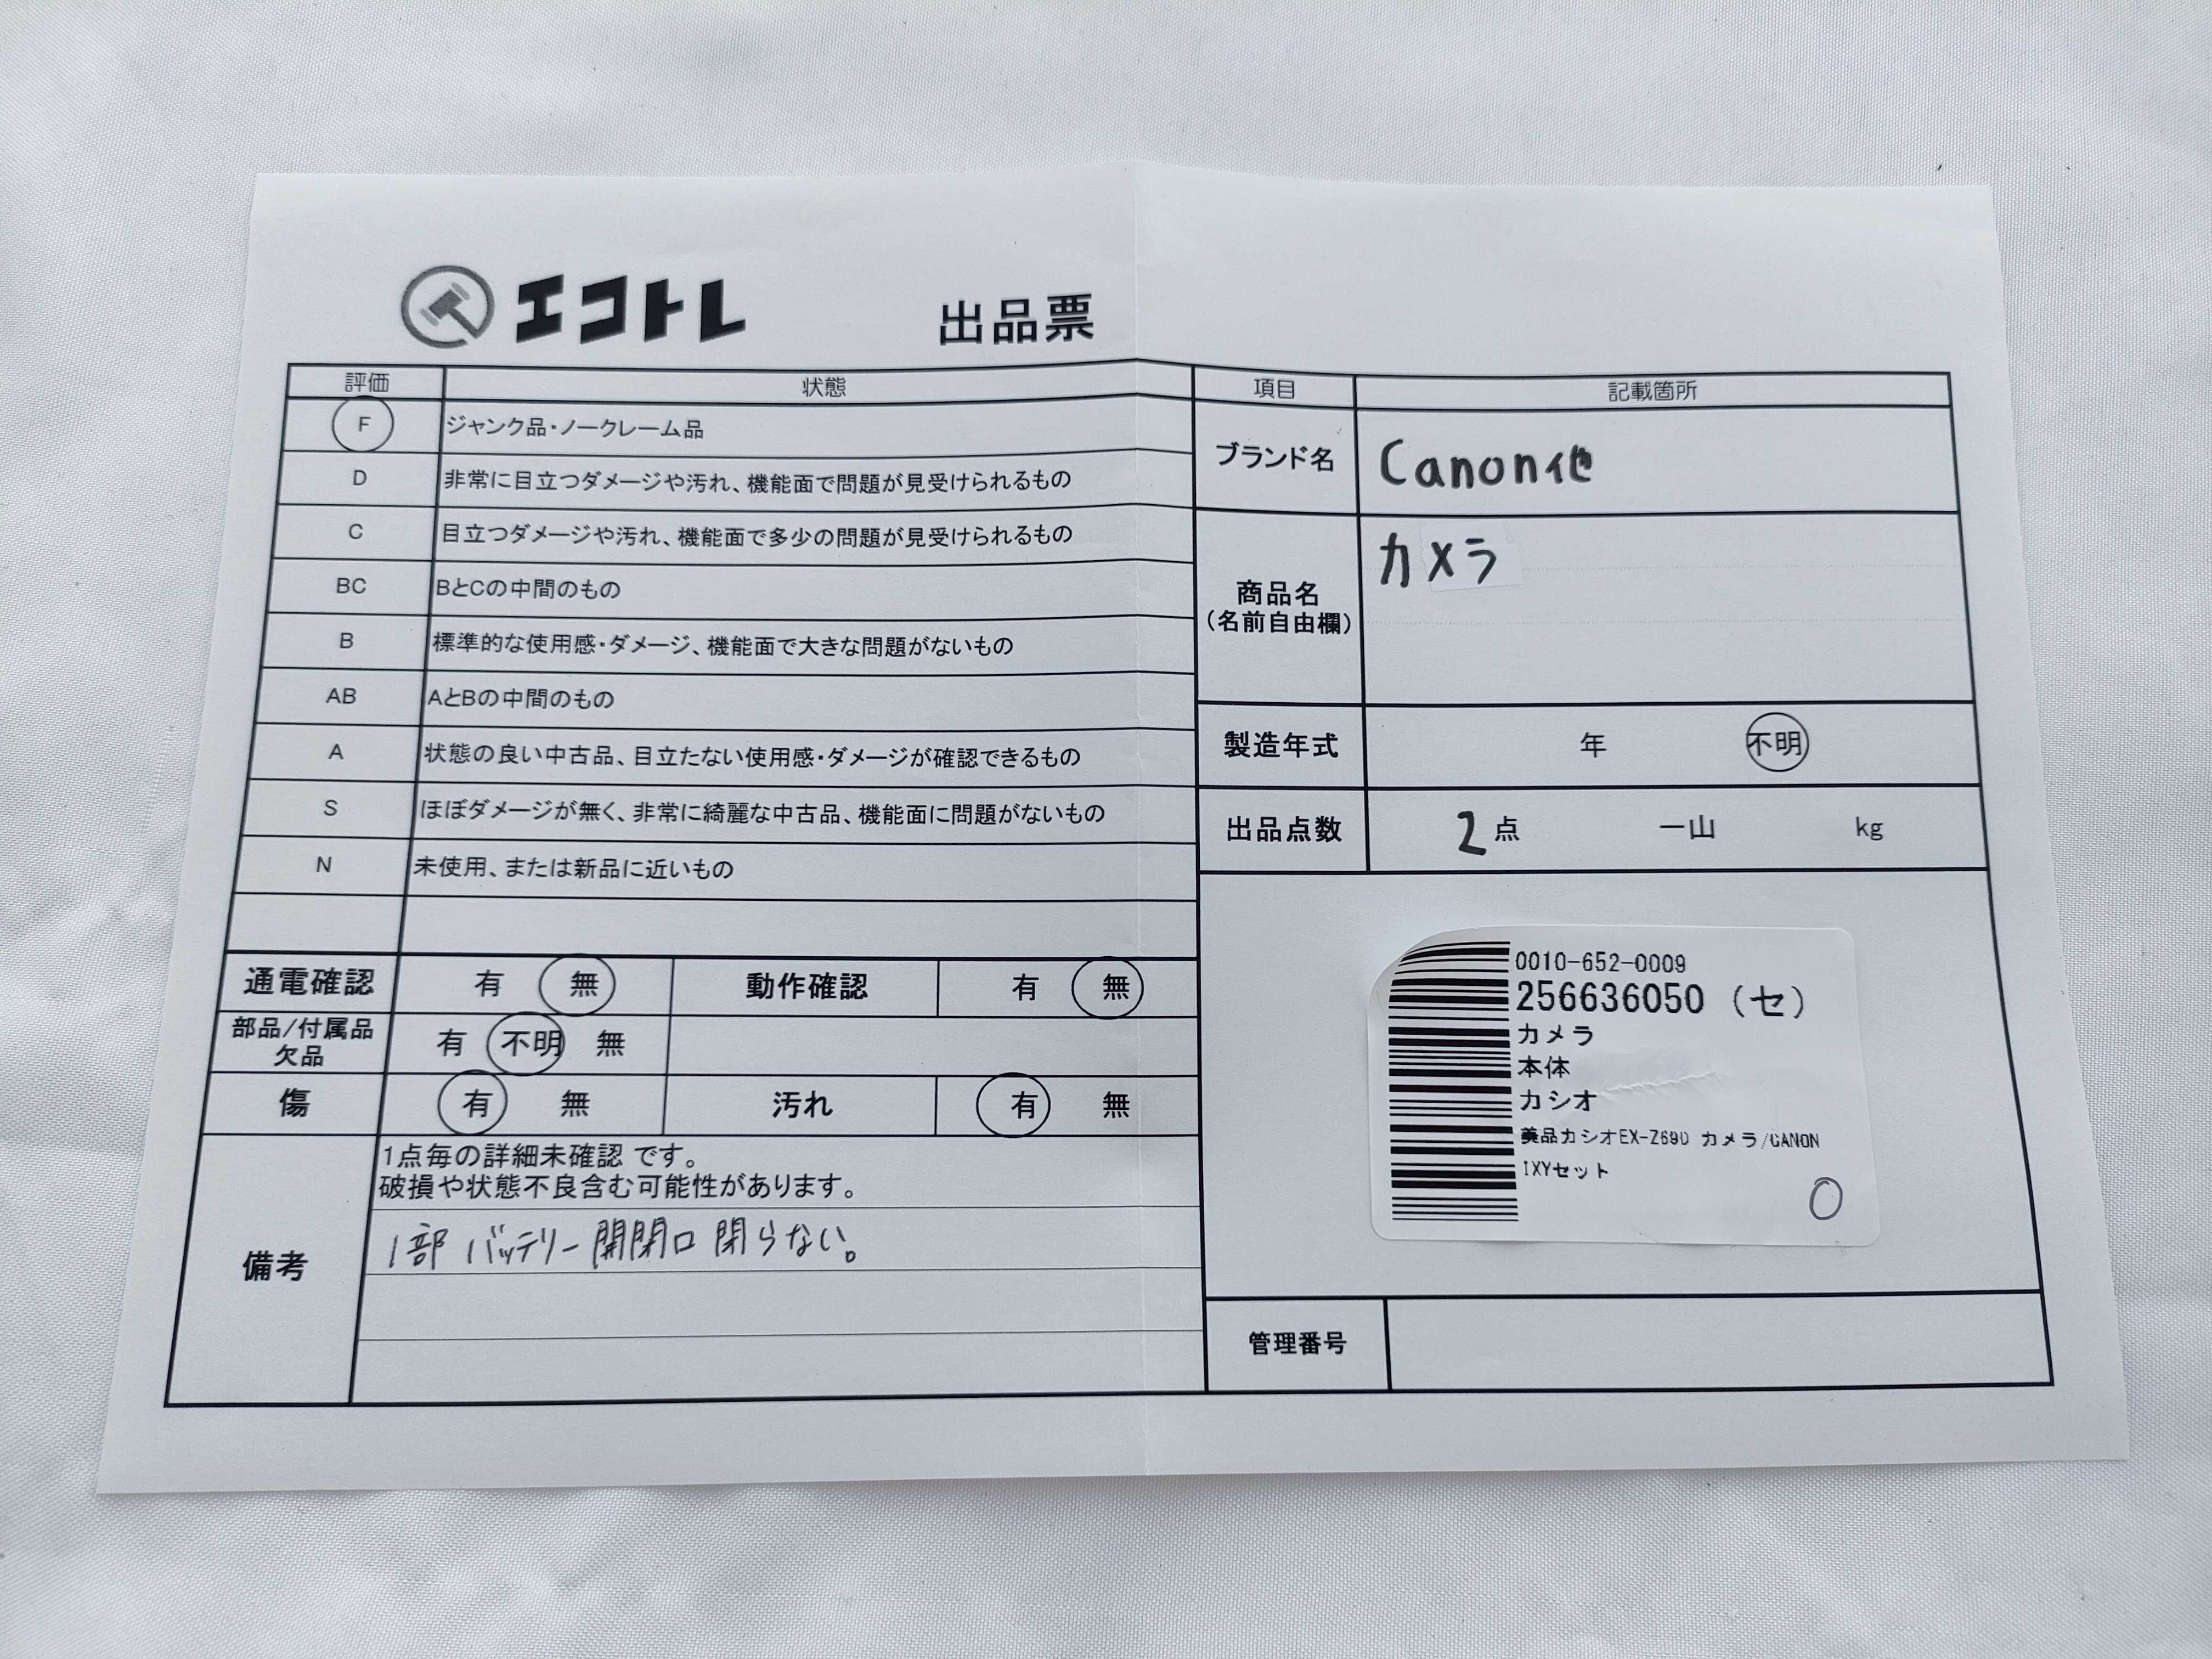 エコトレ 出品票
評価 状態
F ジャンク品・ノークレーム品
D 非常に目立つダメージや汚れ、機能面で問題が見受けられるもの
C 目立つダメージや汚れ、機能面で多少の問題が見受けられるもの
BC BとCの中間のもの
B 標準的な使用感・ダメージ、機能面で大きな問題がないもの
AB AとBの中間のもの
A 状態の良い中古品、目立たない使用感・ダメージが確認できるもの
S ほぼダメージが無く、非常に綺麗な中古品、機能面に問題がないもの
N 未使用、または新品に近いもの
通電確認 有 無 動作確認 有 無
部品/付属品
欠品
有 不明 無
傷 有 無 汚れ 有 無
備考
1点毎の詳細未確認 です。
破損や状態不良含む可能性があります。
1部 バッテリー開閉口 閉らない。
項目 記載箇所
ブランド名 Canon他
商品名
(名前自由欄)
カメラ
製造年式 年 不明
出品点数 2 点 一山 kg
0010-652-0009
256636050 (セ)
カメラ
本体
カシオ
美品カシオEX-Z690 カメラ/CANON
IXYセット
0
管理番号